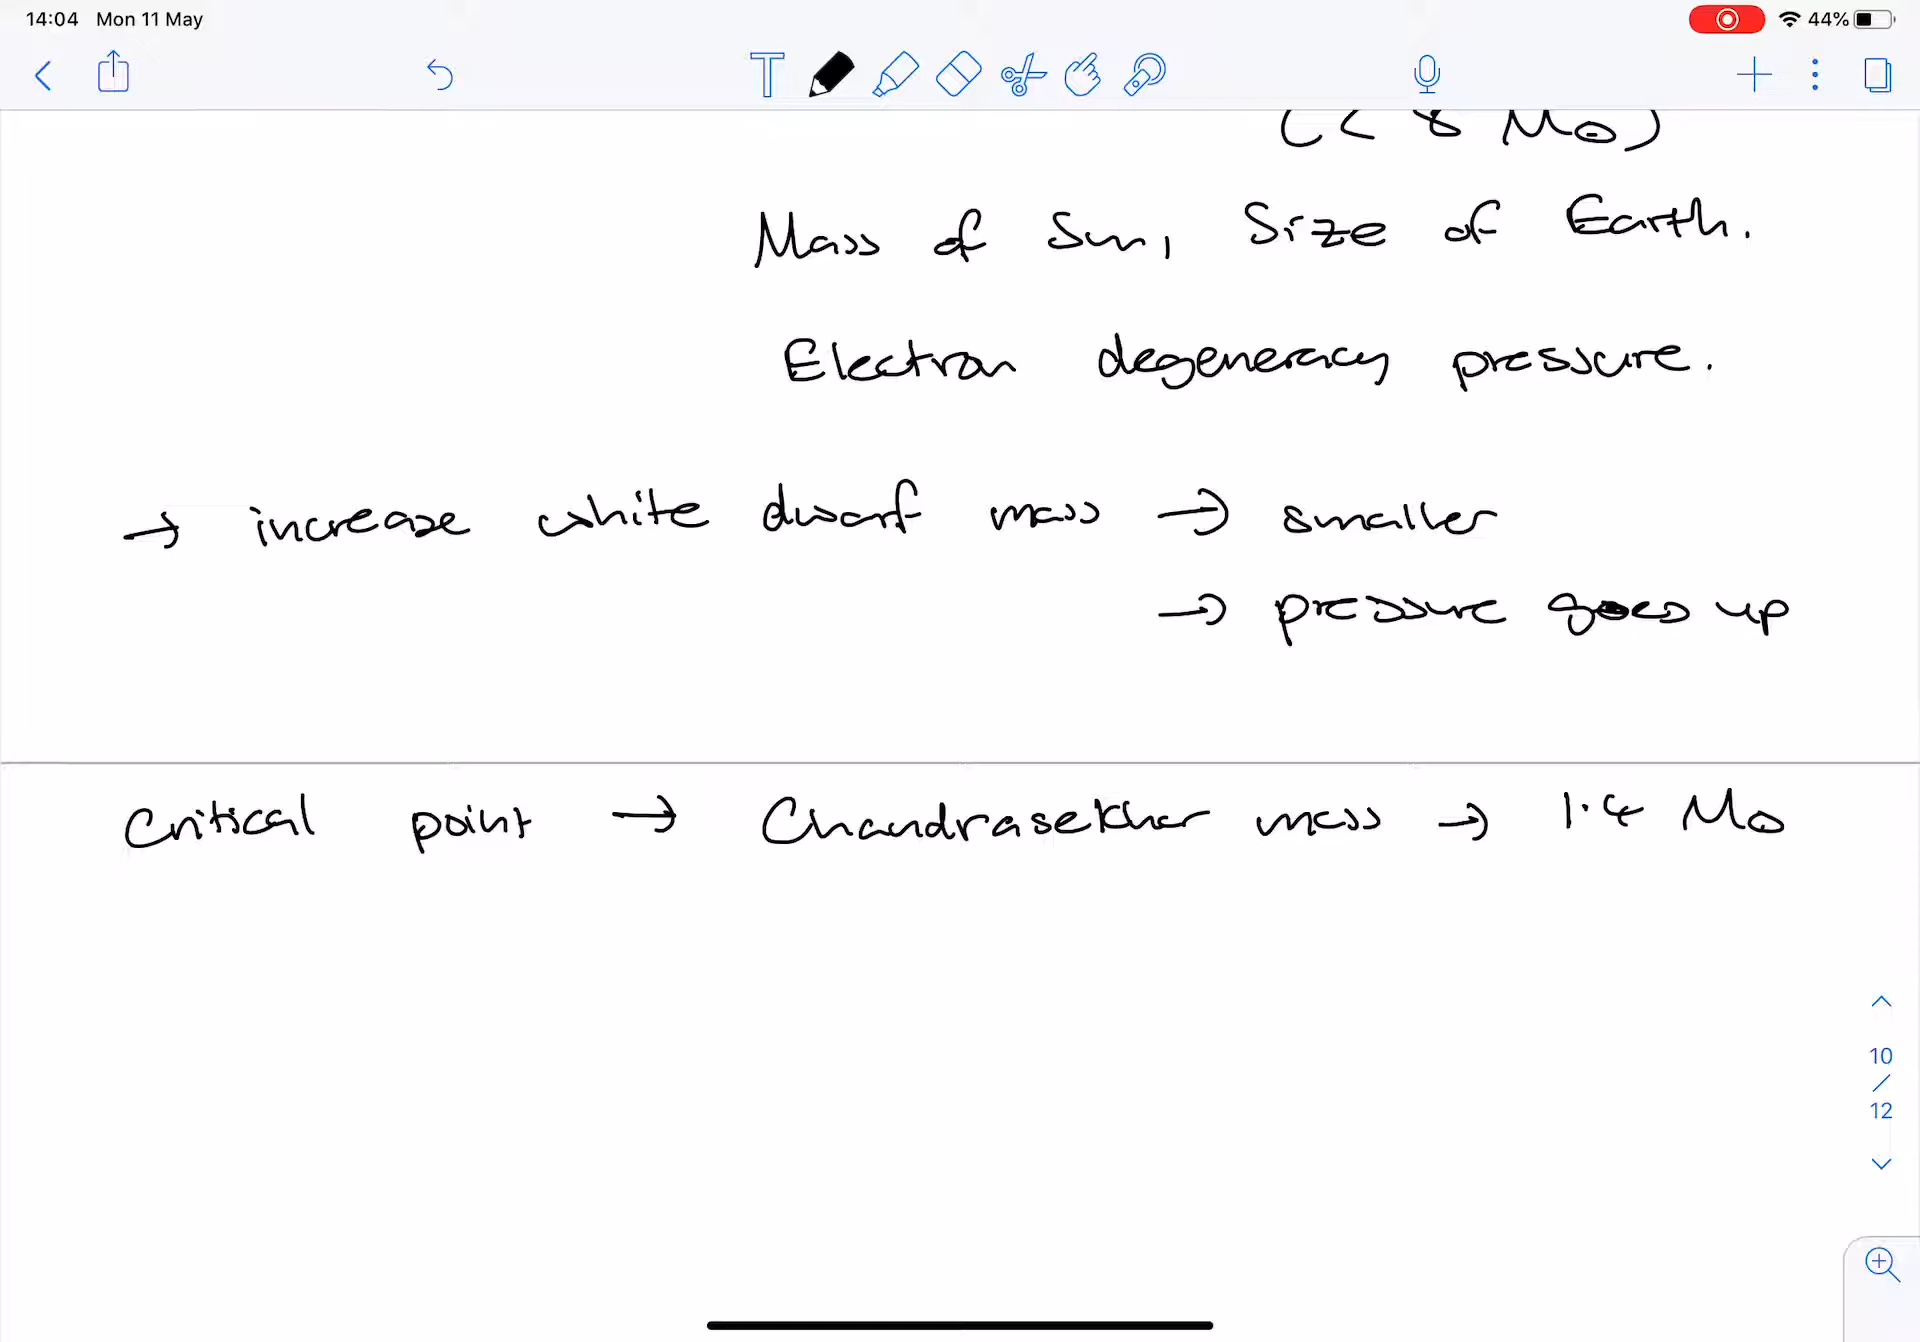 14:04 Mon 11 May 44%
(< 8 M⊙)
Mass of Sun, Size of Earth.
Electron degeneracy pressure.
→ increase white dwarf mass → smaller
→ pressure goes up
Critical point → Chandrasekhar mass → 1.4 M⊙
10
/
12